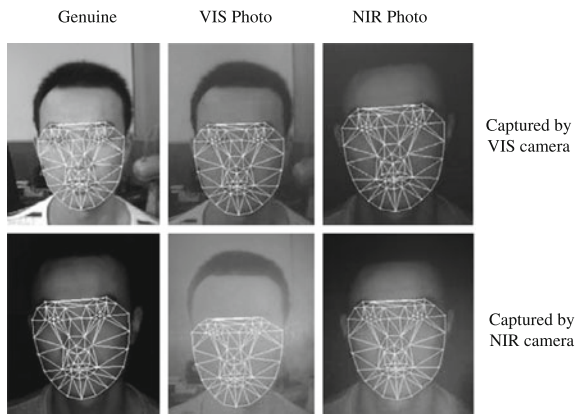 Genuine
VIS Photo
NIR Photo
Captured by
VIS camera
Captured by
NIR camera